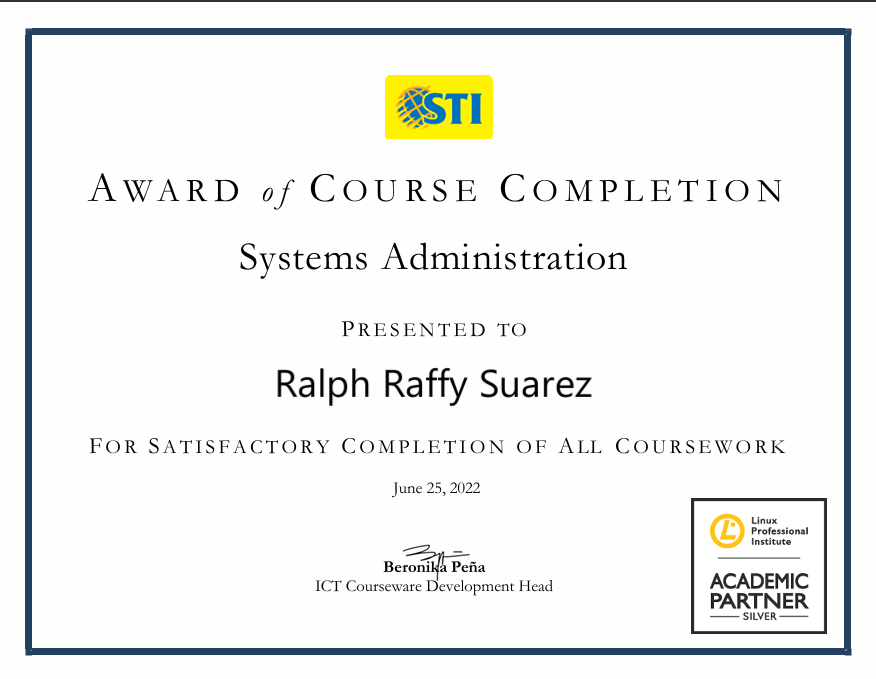 STI
AWARD of COURSE COMPLETION
Systems Administration
PRESENTED TO
Ralph Raffy Suarez
FOR SATISFACTORY COMPLETION OF ALL COURSEWORK
June 25, 2022
Beronika Peña
ICT Courseware Development Head
Linux
Professional
Institute
ACADEMIC
PARTNER
SILVER